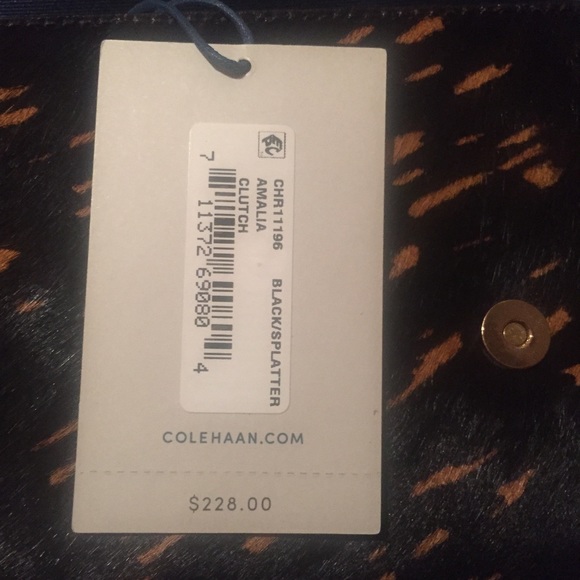 CHR11196 BLACK/SPLATTER
AMALIA
CLUTCH
7 11372 69080 4
COLEHAAN.COM
$228.00